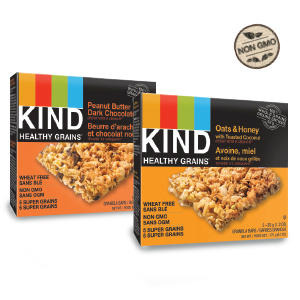 NON GMO
KIND
HEALTHY GRAINS
Peanut Butter
Dark Chocolate
Beurre d'arachide
et chocolat noir
WHEAT FREE
SANS BLÉ
NON GMO
SANS OGM
5 SUPER GRAINS
5 SUPER GRAINS
KIND
HEALTHY GRAINS
Oats & Honey
with Toasted Coconut
Avoine, miel
et noix de coco grillée
WHEAT FREE
SANS BLÉ
NON GMO
SANS OGM
5 SUPER GRAINS
5 SUPER GRAINS